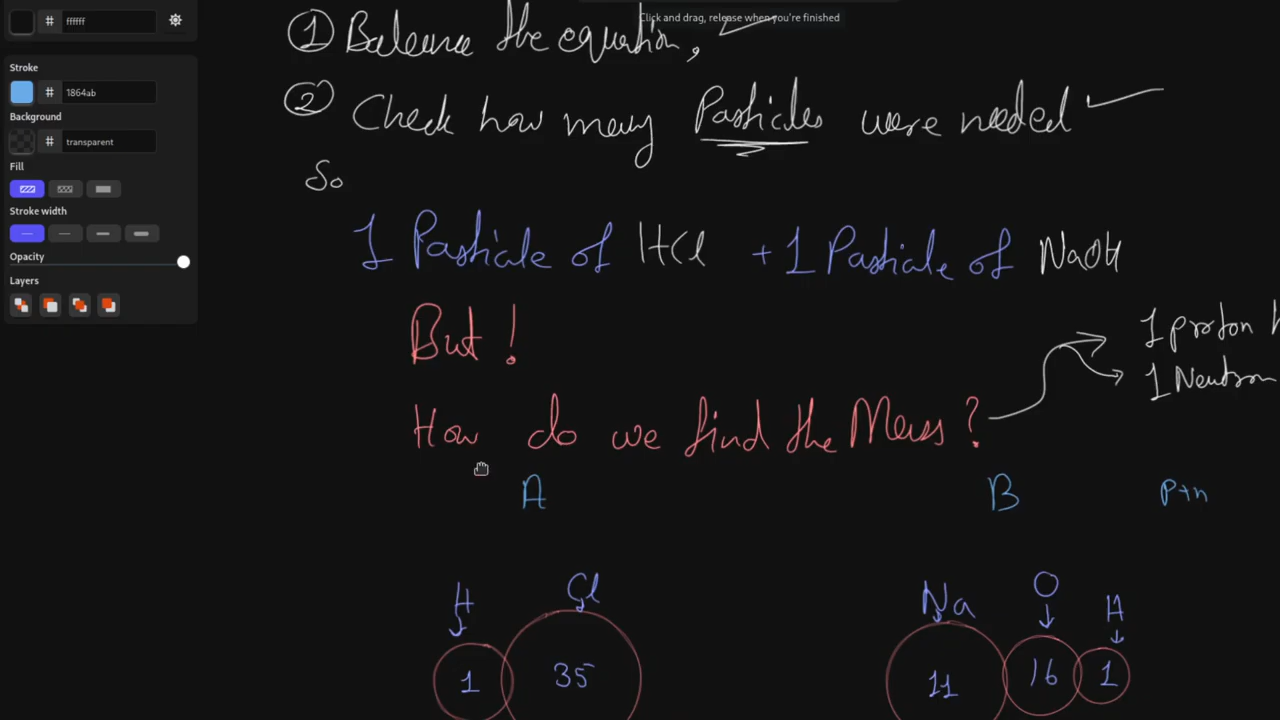 Click and drag, release when you're finished
# ffffff
Stroke
# 1864ab
Background
# transparent
Fill
Stroke width
Opacity
Layers
① Balance the equation,
② Check how many Particles were needed
So
1 Particle of HCl + 1 Particle of NaOH
But!
1 proton
How do we find the Mass?
1 Neutron
A B p+n
H Cl Na O H
1 35 11 16 1